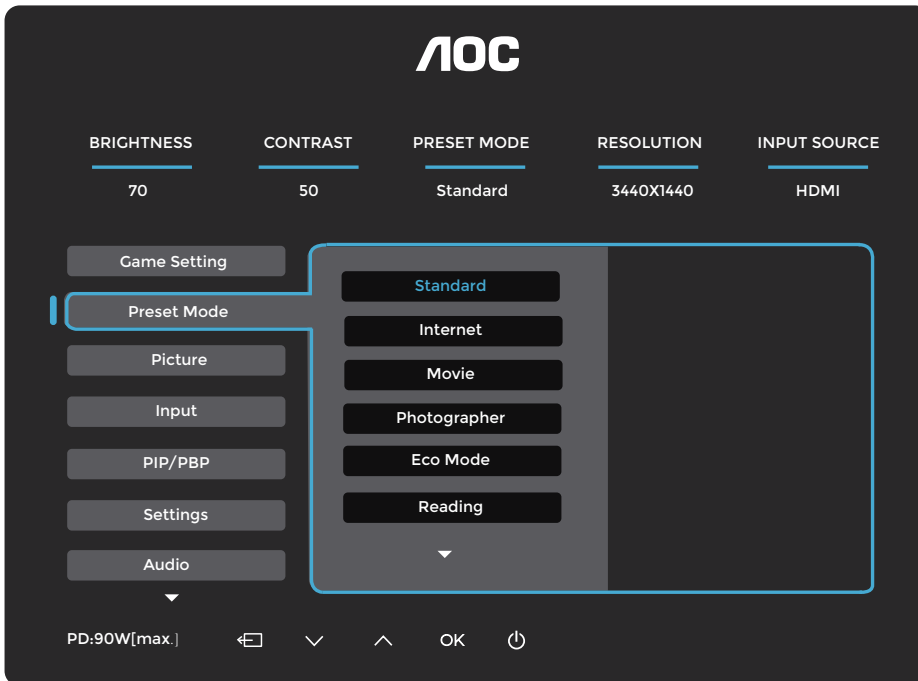 AOC
BRIGHTNESS CONTRAST PRESET MODE RESOLUTION INPUT SOURCE
70 50 Standard 3440X1440 HDMI
Game Setting
Preset Mode
Picture
Input
PIP/PBP
Settings
Audio
Standard
Internet
Movie
Photographer
Eco Mode
Reading
PD:90W[max.] OK